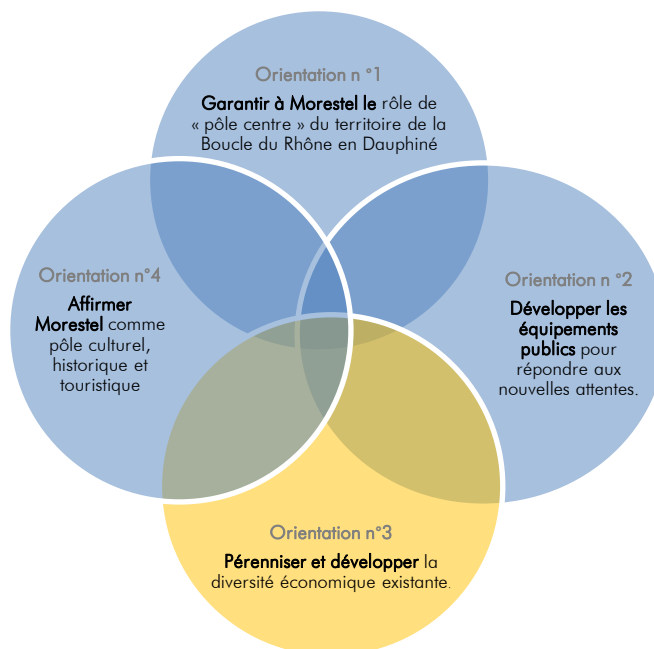 Orientation n °1
Garantir à Morestel le rôle de
« pôle centre » du territoire de la
Boucle du Rhône en Dauphiné
Orientation n°4
Affirmer
Morestel comme
pôle culturel,
historique et
touristique
Orientation n °2
Développer les
équipements
publics pour
répondre aux
nouvelles attentes.
Orientation n°3
Pérenniser et développer la
diversité économique existante.